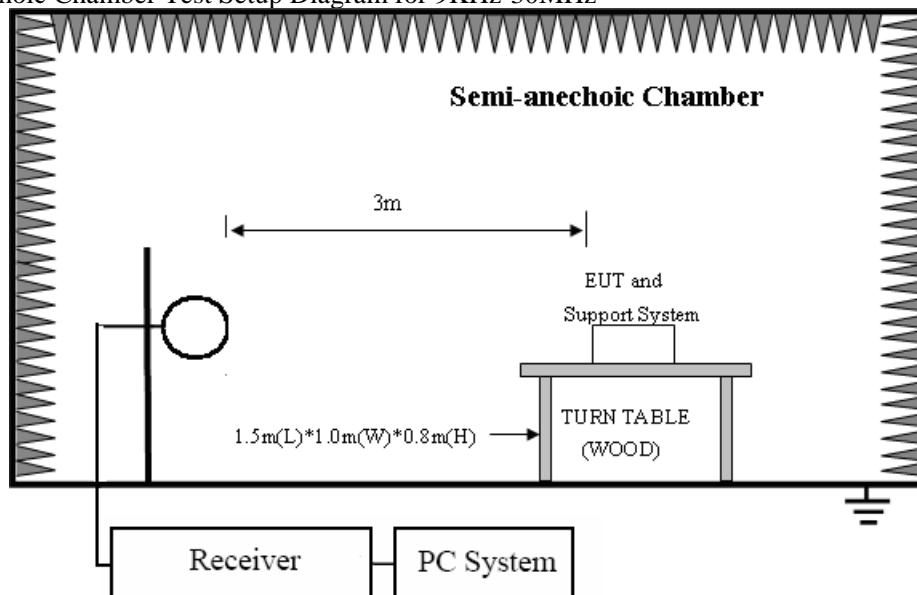 hoic Chamber Test Setup Diagram for 9KHz-30MHz
Semi-anechoic Chamber
3m
EUT and
Support System
1.5m(L)*1.0m(W)*0.8m(H)
TURN TABLE
(WOOD)
Receiver
PC System